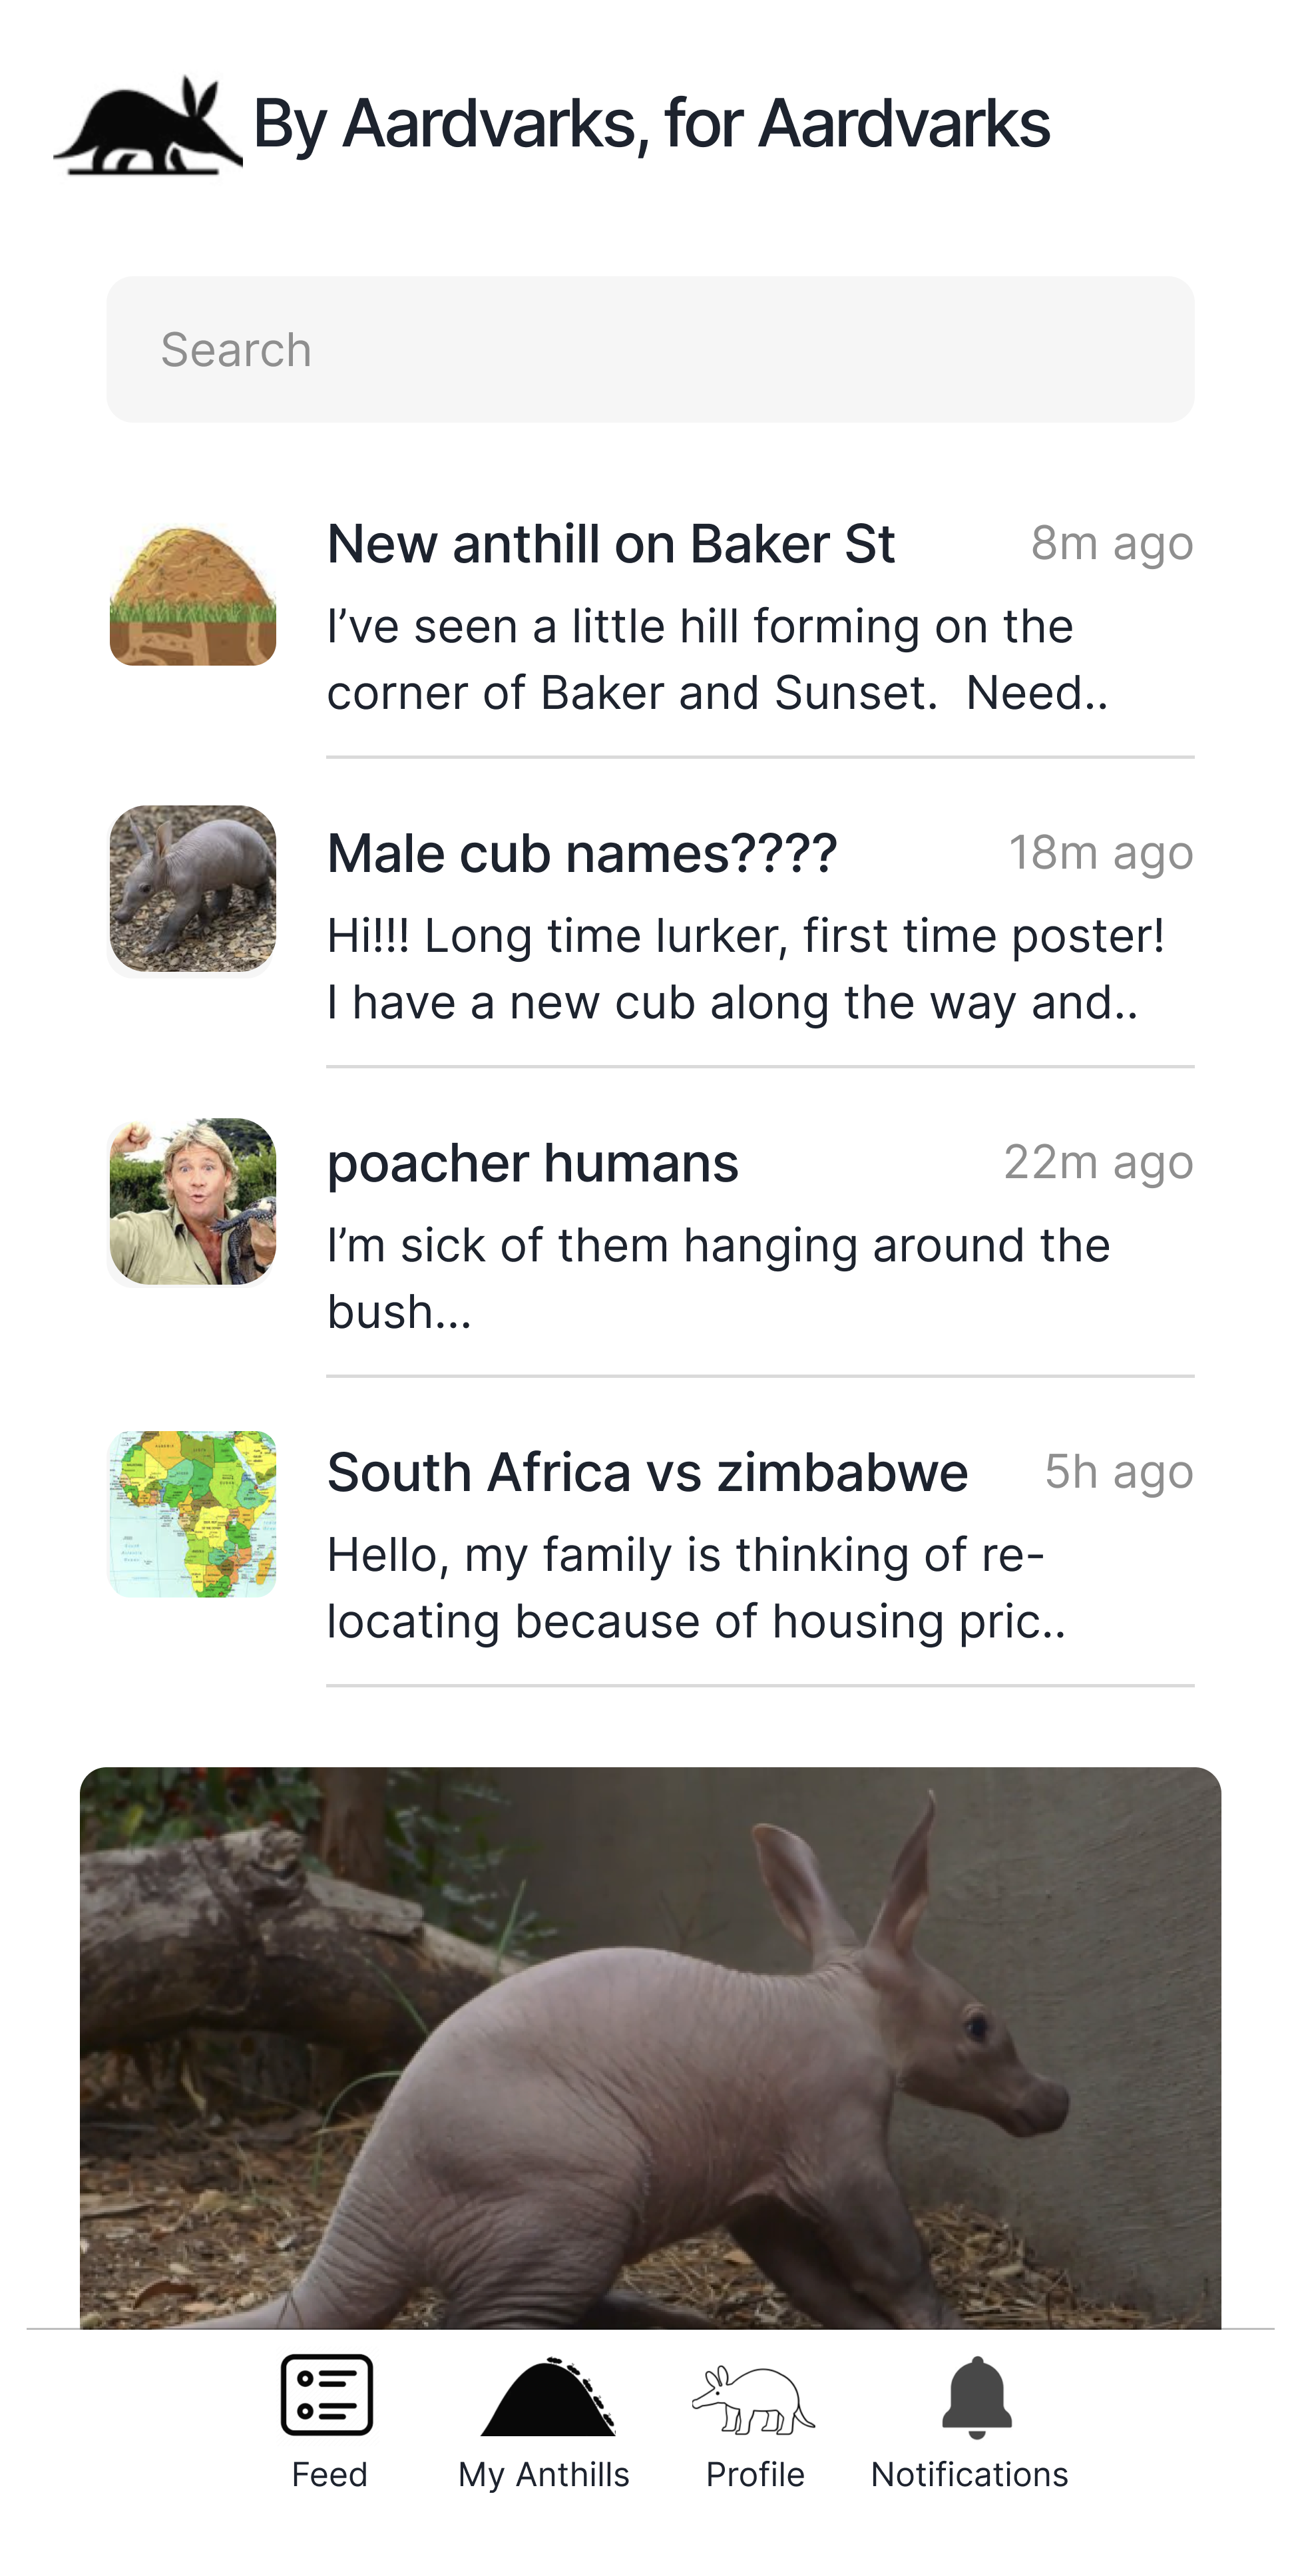 By Aardvarks, for Aardvarks
Search
New anthill on Baker St 8m ago
I’ve seen a little hill forming on the
corner of Baker and Sunset.  Need..
Male cub names???? 18m ago
Hi!!! Long time lurker, first time poster!
I have a new cub along the way and..
poacher humans 22m ago
I’m sick of them hanging around the
bush...
South Africa vs zimbabwe 5h ago
Hello, my family is thinking of re-
locating because of housing pric..
Feed My Anthills Profile Notifications